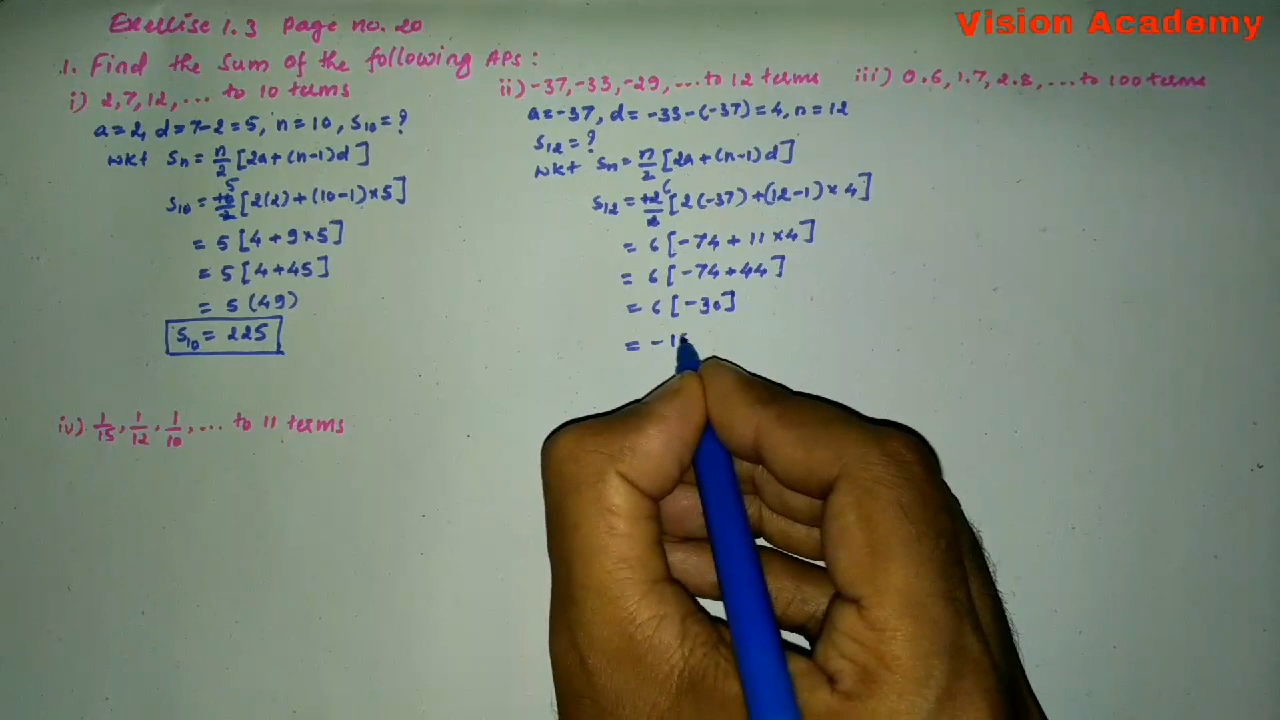 Vision Academy
Exercise 1.3 page no. 20
1. Find the Sum of the following APs:
i) 2,7,12,... to 10 terms
a=2, d=7-2=5, n=10, S₁₀=?
wkt Sn = n/2 [2a+(n-1)d]
S₁₀ = 10/2 5 [2(2)+(10-1)×5]
= 5 [4+9×5]
= 5 [4+45]
= 5 (49)
S₁₀ = 225
ii) -37,-33,-29,... to 12 terms
a=-37, d= -33-(-37)=4, n=12
S₁₂=?
wkt Sn = n/2 [2a+(n-1)d]
S₁₂ = 12/2 6 [2(-37)+(12-1)×4]
= 6 [-74+11×4]
= 6 [-74+44]
= 6 [-30]
= -1
iii) 0.6, 1.7, 2.8, ... to 100 terms
iv) 1/15, 1/12, 1/10, ... to 11 terms